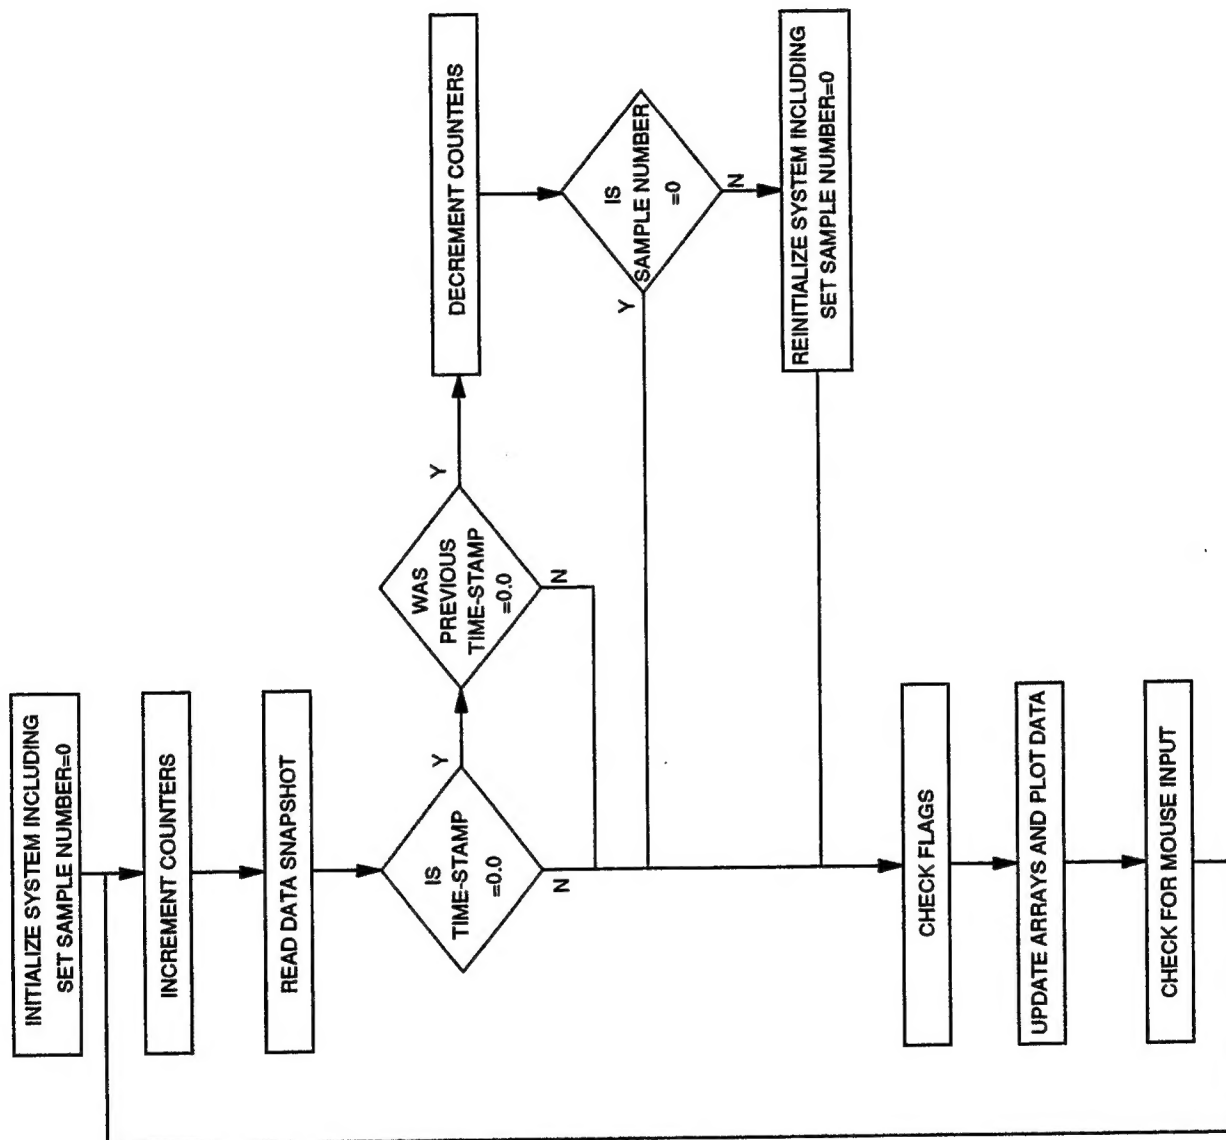 INITIALIZE SYSTEM INCLUDING
SET SAMPLE NUMBER=0
INCREMENT COUNTERS
READ DATA SNAPSHOT
IS
TIME-STAMP
=0.0
Y
N
WAS
PREVIOUS
TIME-STAMP
=0.0
Y
N
DECREMENT COUNTERS
IS
SAMPLE NUMBER
=0
Y
N
REINITIALIZE SYSTEM INCLUDING
SET SAMPLE NUMBER=0
CHECK FLAGS
UPDATE ARRAYS AND PLOT DATA
CHECK FOR MOUSE INPUT